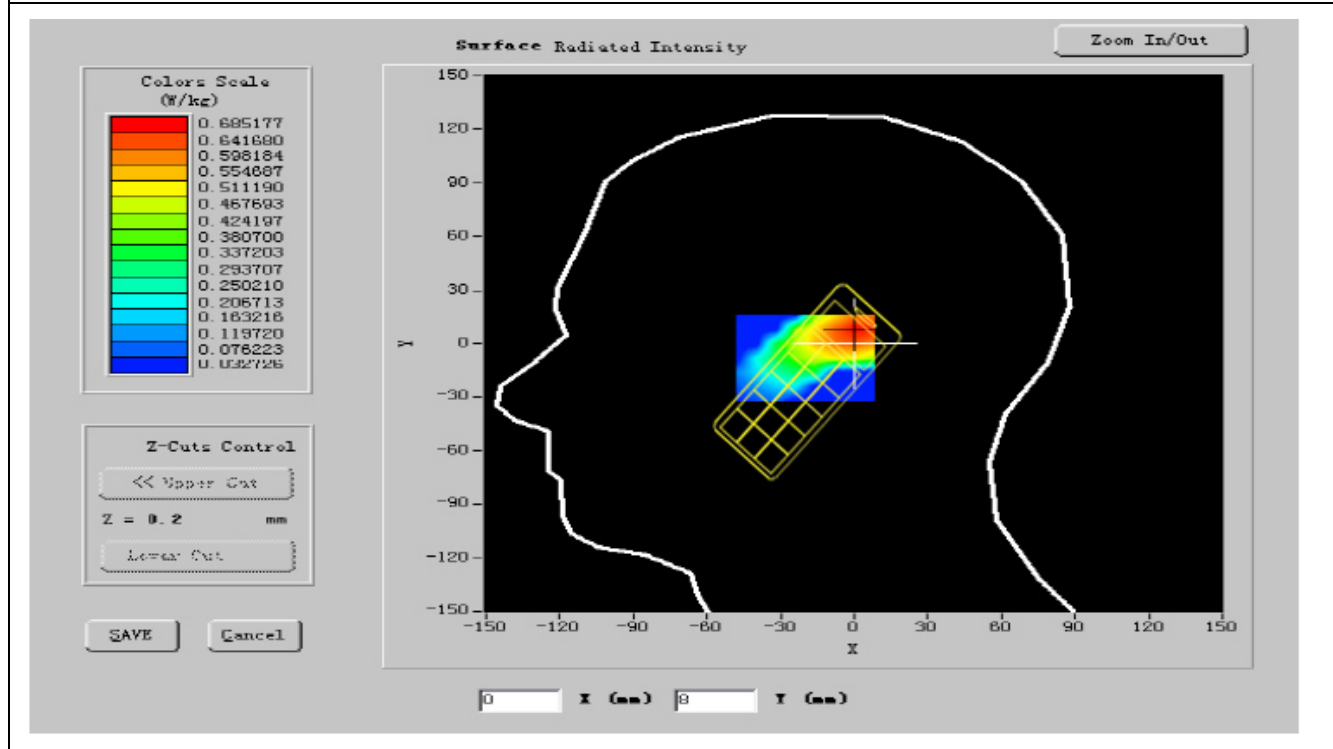 Surface Radiated Intensity
Zoom In/Out
Colors Scale
(W/kg)
0.685177
0.641680
0.598184
0.554687
0.511190
0.467693
0.424197
0.380700
0.337203
0.293707
0.250210
0.206713
0.163216
0.119720
0.076223
0.032726
Z-Cuts Control
<< Upper Cut
Z = 0.2 mm
Lower Cut
SAVE Cancel
150
120
90
60
30
0
-30
-60
-90
-120
-150
Y
-150 -120 -90 -60 -30 0 30 60 90 120 150
X
0 X (mm) 8 Y (mm)